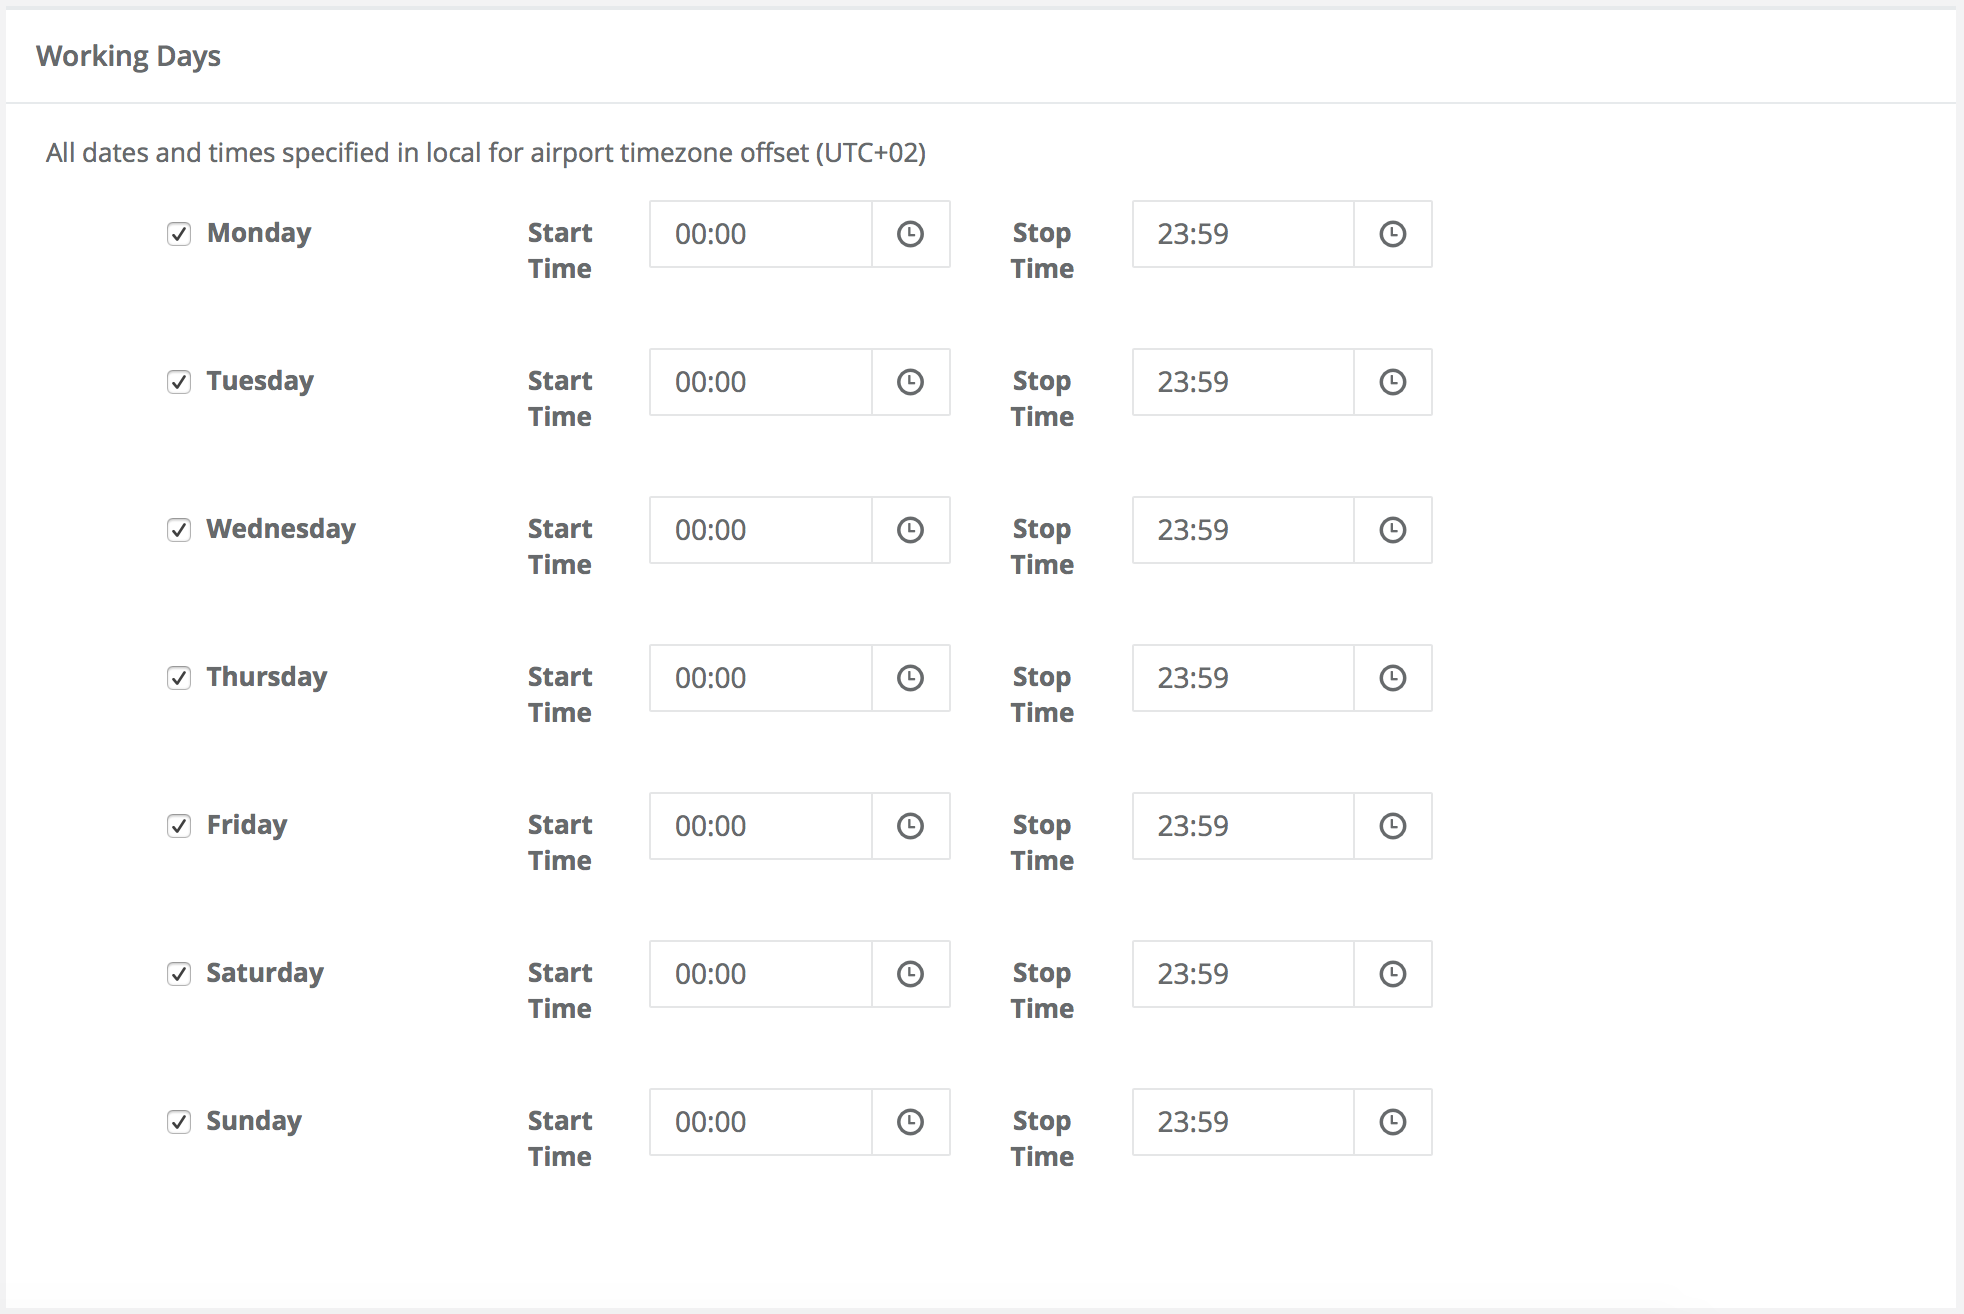 Working Days
All dates and times specified in local for airport timezone offset (UTC+02)
Monday Start Time 00:00 Stop Time 23:59
Tuesday Start Time 00:00 Stop Time 23:59
Wednesday Start Time 00:00 Stop Time 23:59
Thursday Start Time 00:00 Stop Time 23:59
Friday Start Time 00:00 Stop Time 23:59
Saturday Start Time 00:00 Stop Time 23:59
Sunday Start Time 00:00 Stop Time 23:59